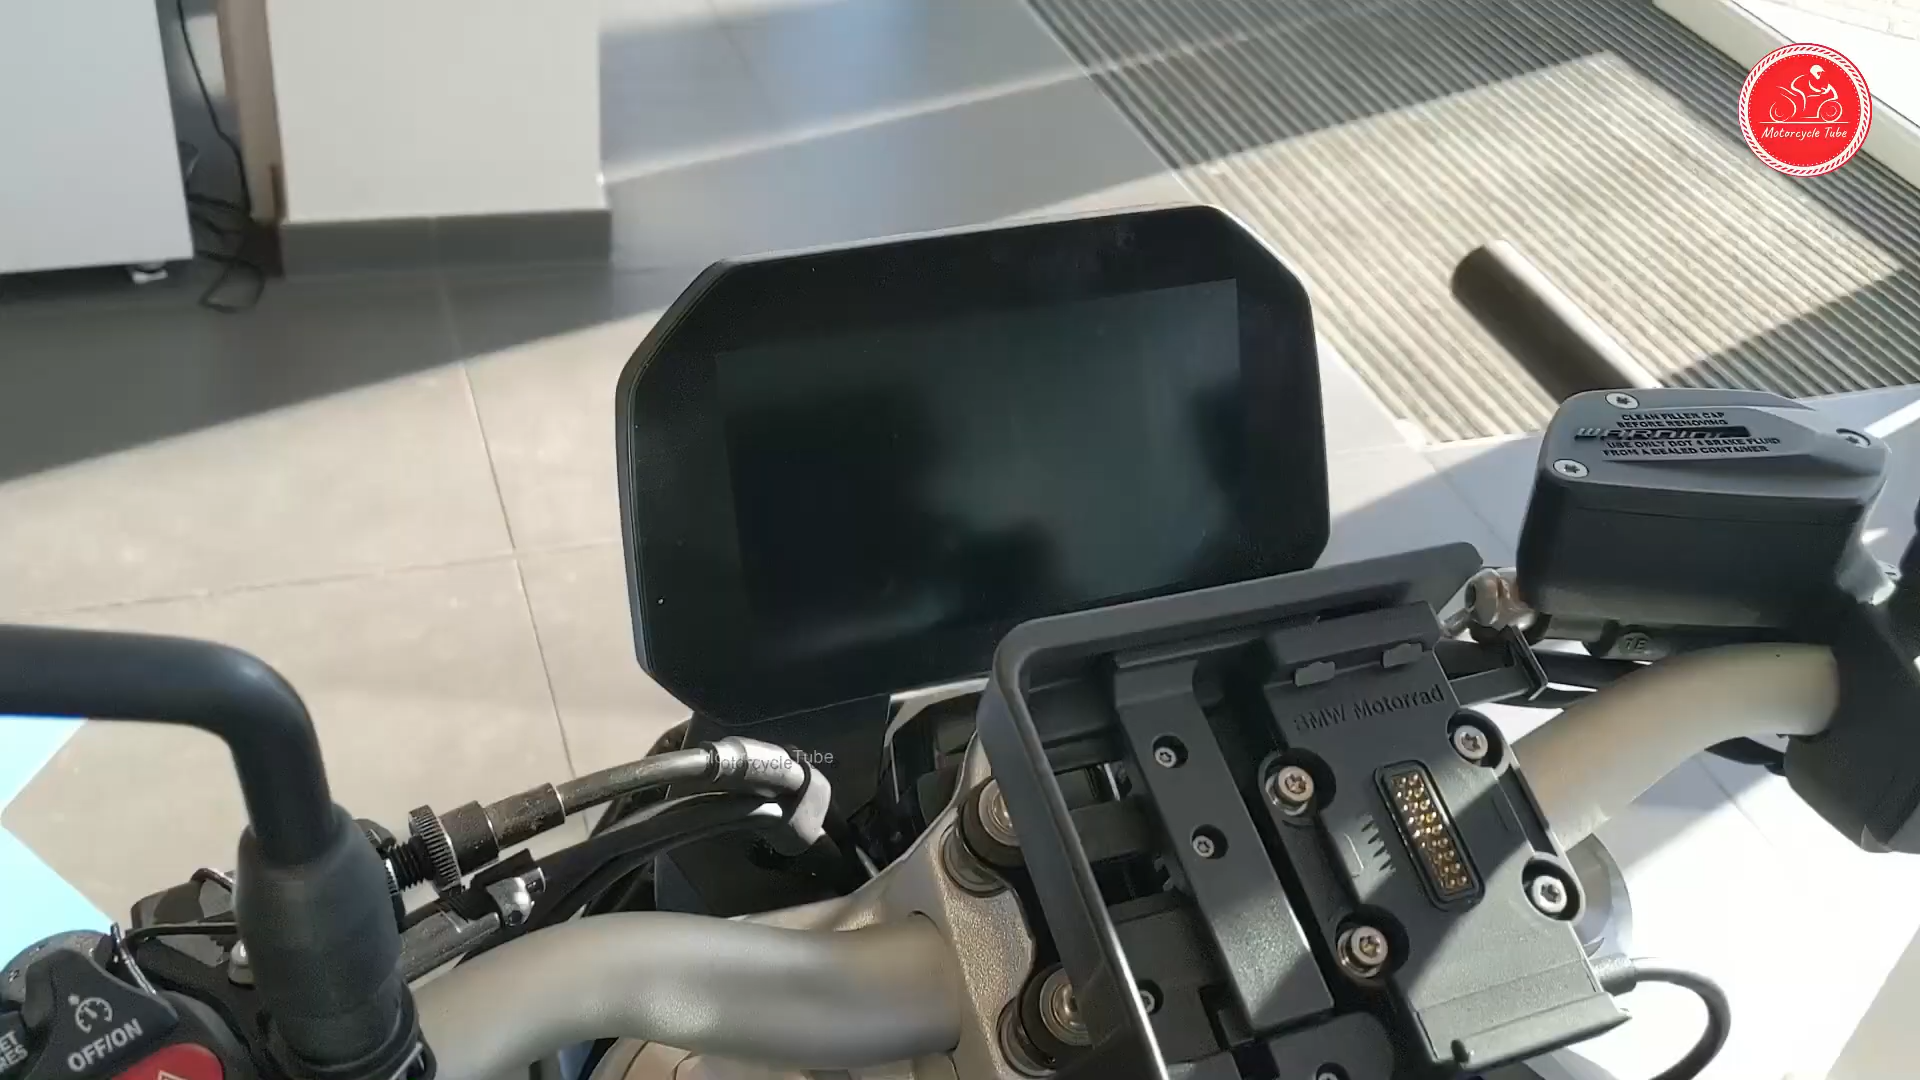 Motorcycle Tube
CLEAN FILLER CAP
BEFORE REMOVING
WARNING
USE ONLY DOT 4 BRAKE FLUID
FROM A SEALED CONTAINER
BMW Motorrad
Motorcycle Tube
OFF/ON